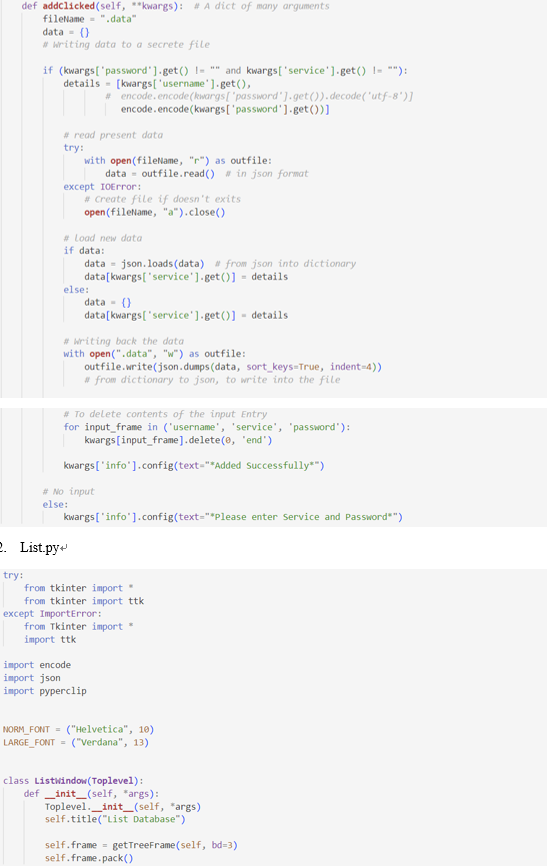 def addClicked(self, **kwargs):  # A dict of many arguments
    fileName = ".data"
    data = {}
    # Writing data to a secrete file

    if (kwargs['password'].get() != "" and kwargs['service'].get() != ""):
        details = [kwargs['username'].get(),
                #  encode.encode(kwargs['password'].get()).decode('utf-8')]
                   encode.encode(kwargs['password'].get())]

        # read present data
        try:
            with open(fileName, "r") as outfile:
                data = outfile.read()  # in json format
        except IOError:
            # Create file if doesn't exits
            open(fileName, "a").close()

        # load new data
        if data:
            data = json.loads(data)  # from json into dictionary
            data[kwargs['service'].get()] = details
        else:
            data = {}
            data[kwargs['service'].get()] = details

        # Writing back the data
        with open(".data", "w") as outfile:
            outfile.write(json.dumps(data, sort_keys=True, indent=4))
            # from dictionary to json, to write into the file

        # To delete contents of the input Entry
        for input_frame in ('username', 'service', 'password'):
            kwargs[input_frame].delete(0, 'end')

        kwargs['info'].config(text="*Added Successfully*")

    # No input
    else:
        kwargs['info'].config(text="*Please enter Service and Password*")

2. List.py↵

try:
    from tkinter import *
    from tkinter import ttk
except ImportError:
    from Tkinter import *
    import ttk

import encode
import json
import pyperclip


NORM_FONT = ("Helvetica", 10)
LARGE_FONT = ("Verdana", 13)


class ListWindow(Toplevel):
    def __init__(self, *args):
        Toplevel.__init__(self, *args)
        self.title("List Database")

        self.frame = getTreeFrame(self, bd=3)
        self.frame.pack()